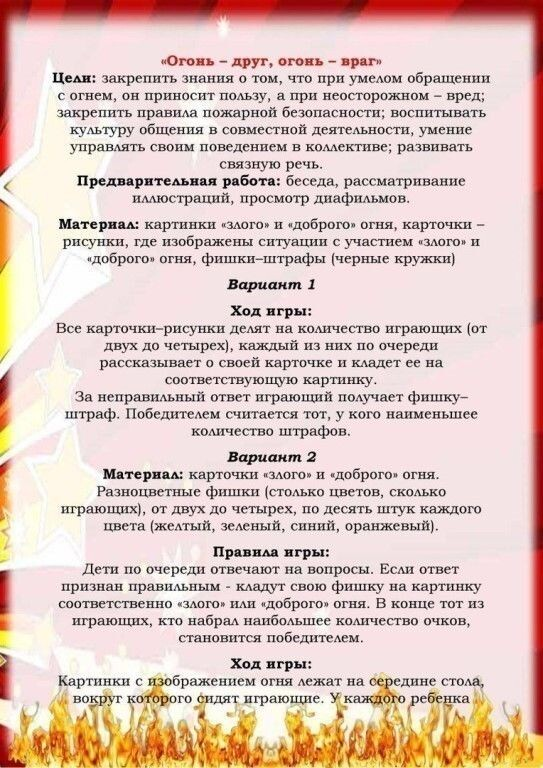 «Огонь – друг, огонь – враг»
Цели: закрепить знания о том, что при умелом обращении
с огнем, он приносит пользу, а при неосторожном – вред;
закрепить правила пожарной безопасности; воспитывать
культуру общения в совместной деятельности, умение
управлять своим поведением в коллективе; развивать
связную речь.
Предварительная работа: беседа, рассматривание
иллюстраций, просмотр диафильмов.
Материал: картинки «злого» и «доброго» огня, карточки –
рисунки, где изображены ситуации с участием «злого» и
«доброго» огня, фишки–штрафы (черные кружки)
Вариант 1
Ход игры:
Все карточки–рисунки делят на количество играющих (от
двух до четырех), каждый из них по очереди
рассказывает о своей карточке и кладет ее на
соответствующую картинку.
За неправильный ответ играющий получает фишку–
штраф. Победителем считается тот, у кого наименьшее
количество штрафов.
Вариант 2
Материал: карточки «злого» и «доброго» огня.
Разноцветные фишки (столько цветов, сколько
играющих), от двух до четырех, по десять штук каждого
цвета (желтый, зеленый, синий, оранжевый).
Правила игры:
Дети по очереди отвечают на вопросы. Если ответ
признан правильным - кладут свою фишку на картинку
соответственно «злого» или «доброго» огня. В конце тот из
играющих, кто набрал наибольшее количество очков,
становится победителем.
Ход игры:
Картинки с изображением огня лежат на середине стола,
вокруг которого сидят играющие. У каждого ребенка